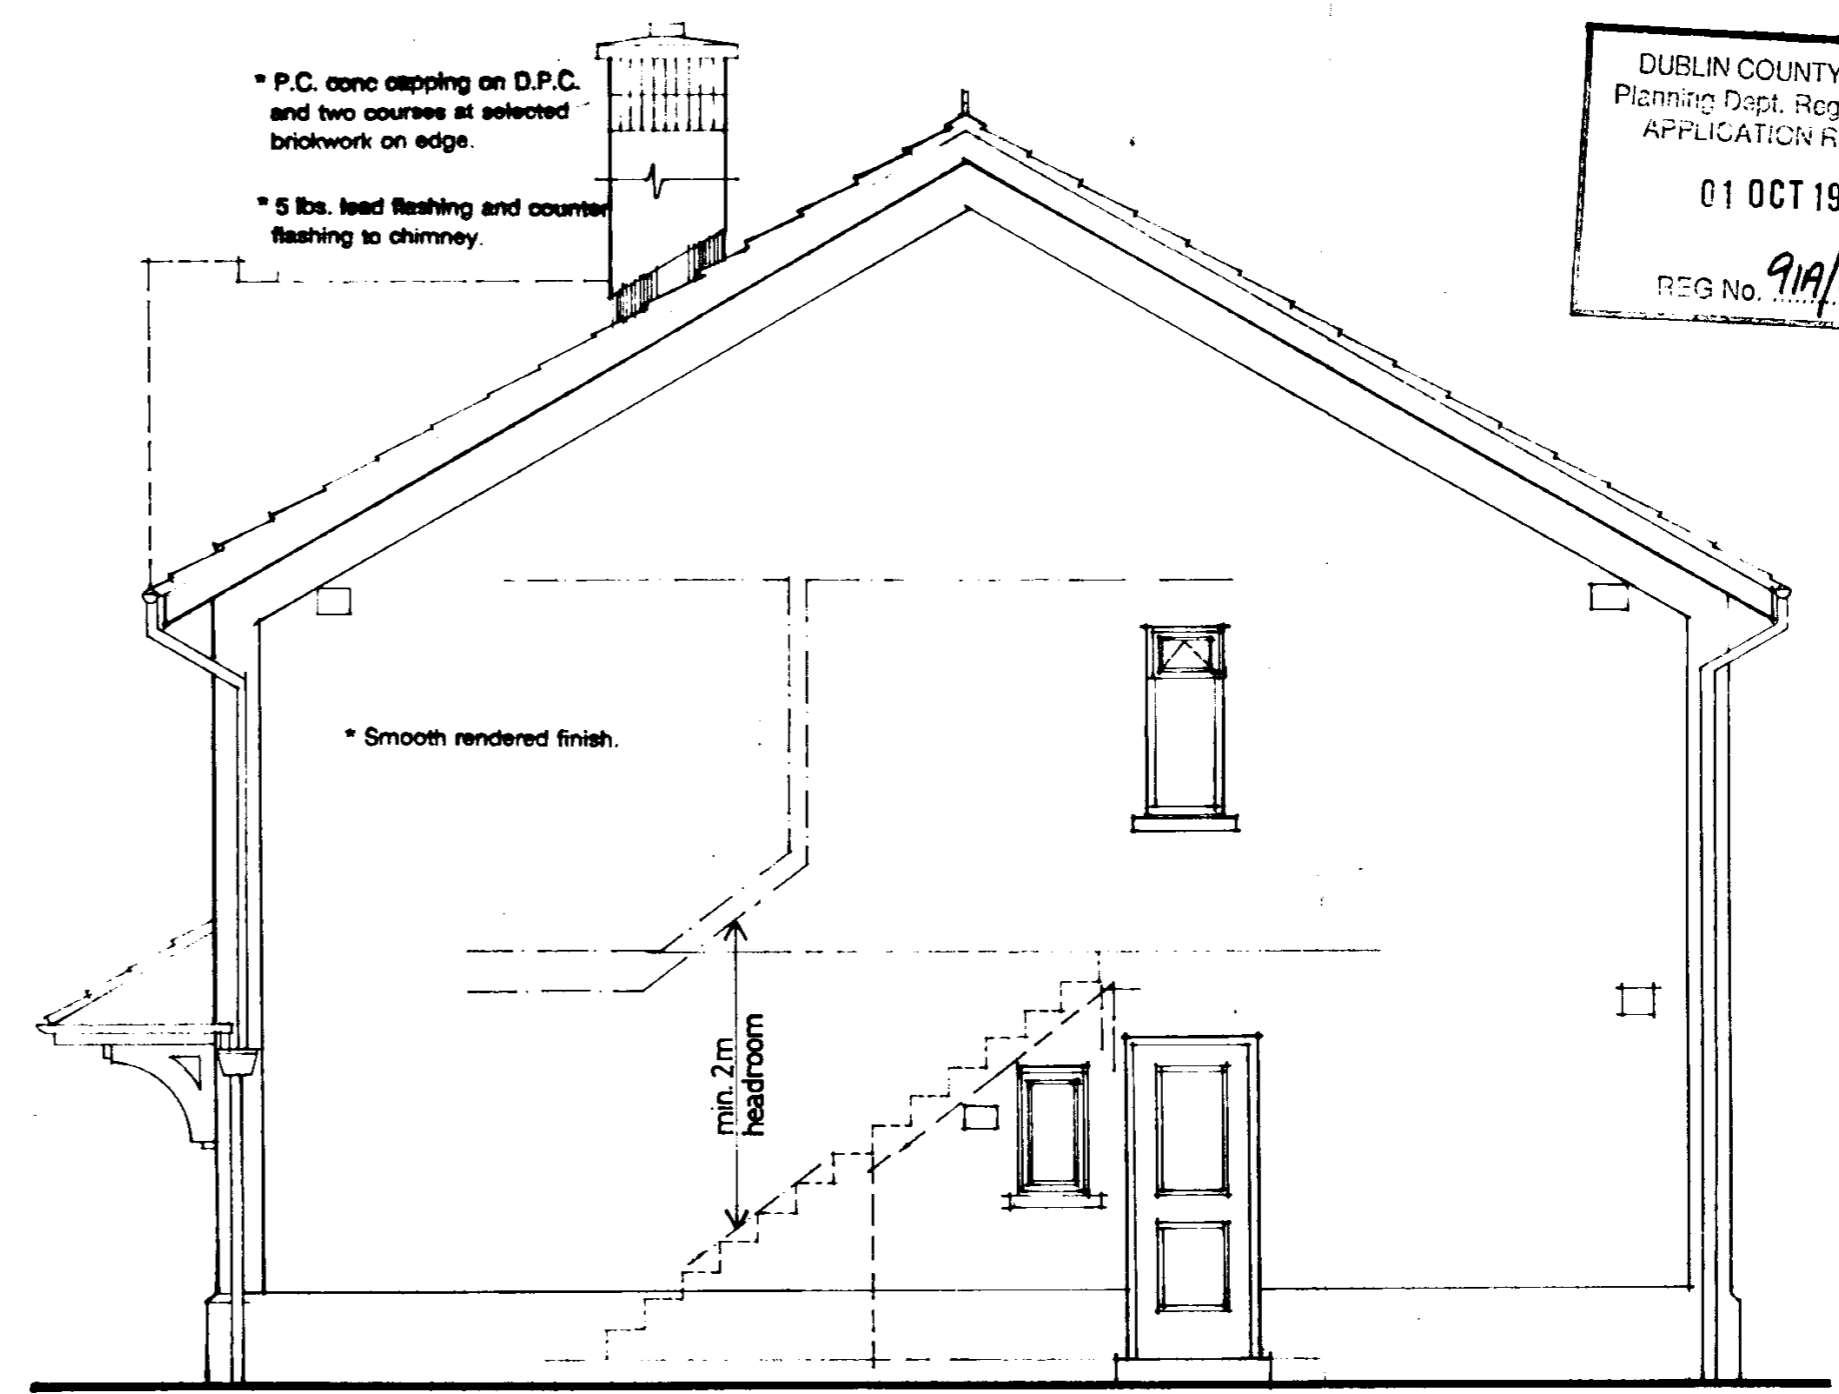 * P.C. conc capping on D.P.C.
and two courses at selected
brickwork on edge.
* 5 lbs. lead flashing and counter
flashing to chimney.
DUBLIN COUNTY
Planning Dept. Reg
APPLICATION R
01 OCT 19
REG No. 91A/
* Smooth rendered finish.
min. 2m
headroom